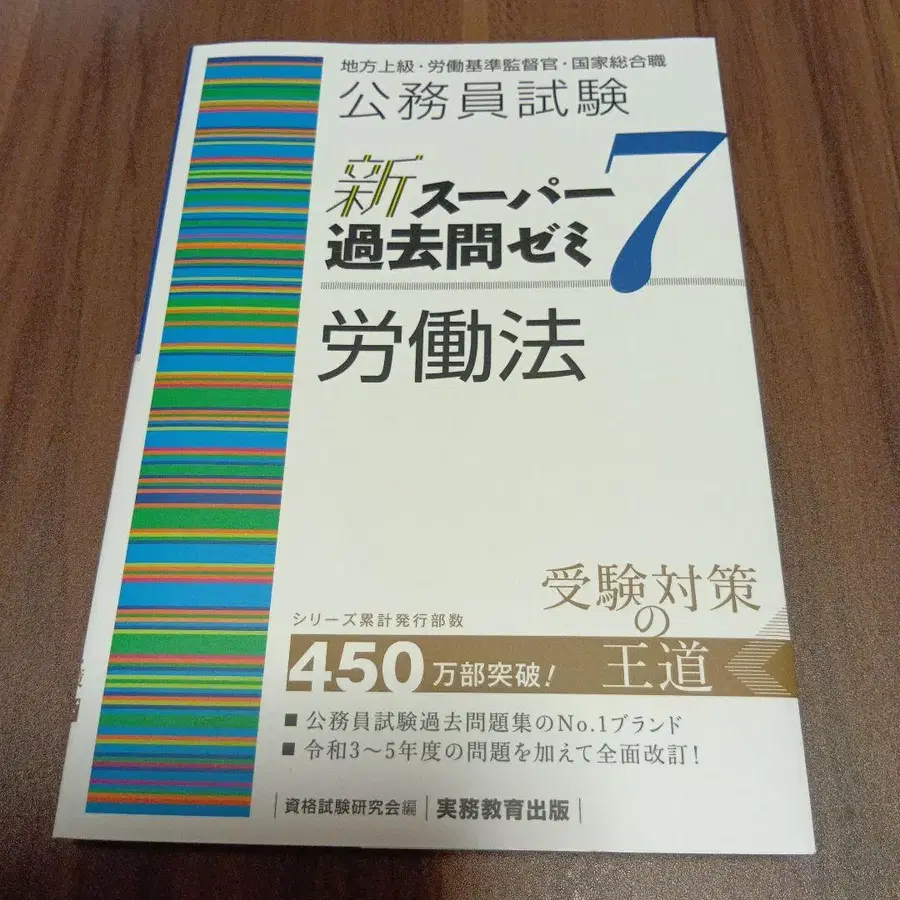 地方上級・労働基準監督官・国家総合職
公務員試験
新スーパー
過去問ゼミ7
労働法
受験対策
の
王道
シリーズ累計発行部数
450万部突破!
■ 公務員試験過去問題集のNo.1ブランド
■ 令和3～5年度の問題を加えて全面改訂!
資格試験研究会編 | 実務教育出版 |